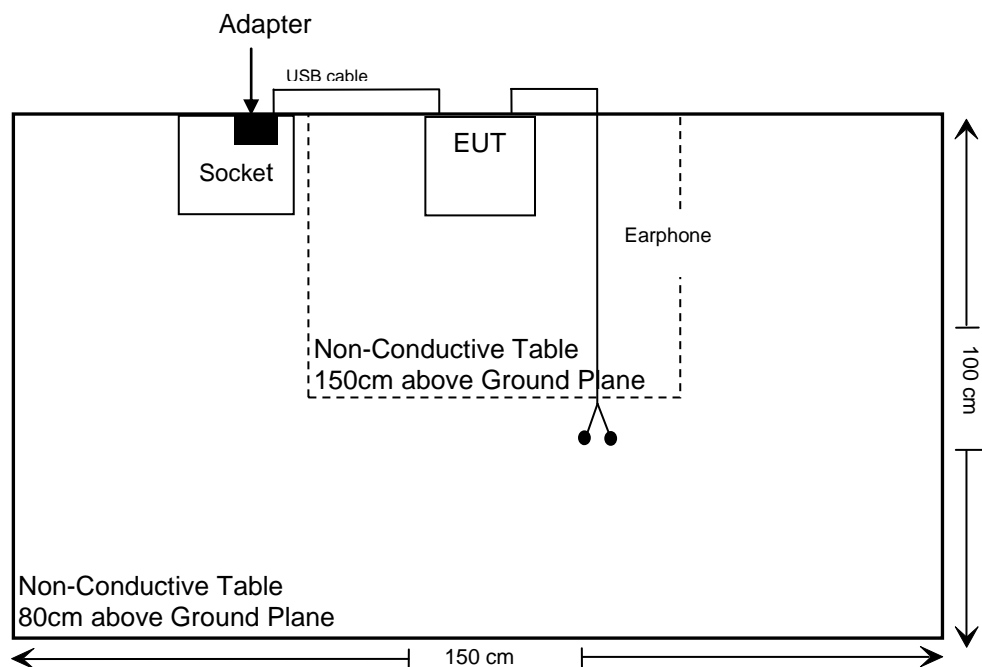 Adapter
USB cable
EUT
Socket
Earphone
Non-Conductive Table
150cm above Ground Plane
100 cm
Non-Conductive Table
80cm above Ground Plane
150 cm